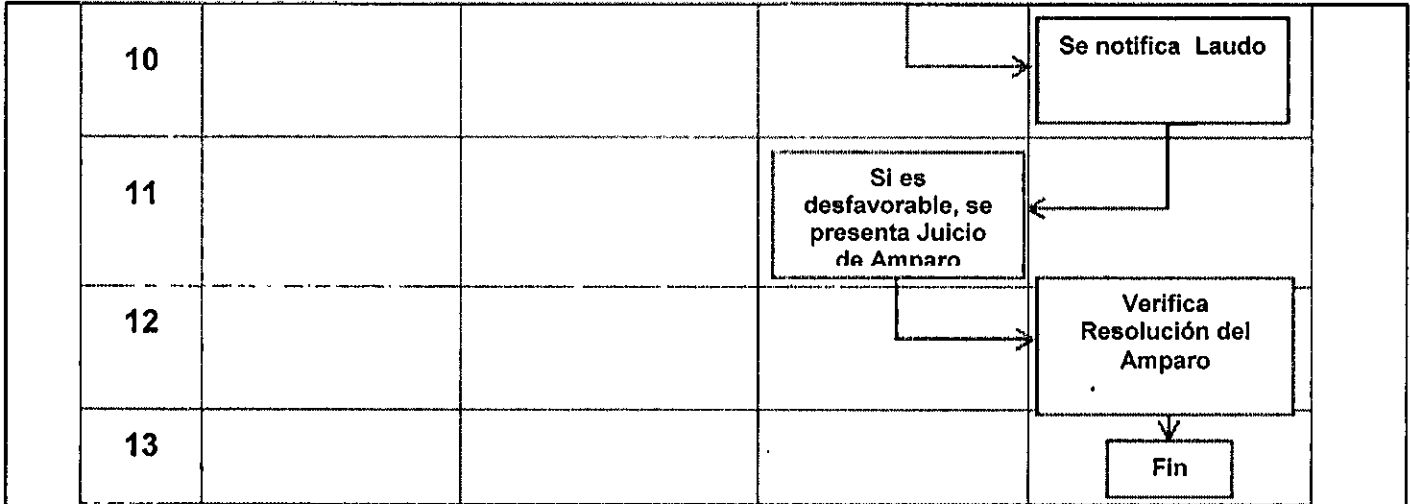 10
Se notifica Laudo
11
Si es
desfavorable, se
presenta Juicio
de Amparo
12
Verifica
Resolución del
Amparo
13
Fin